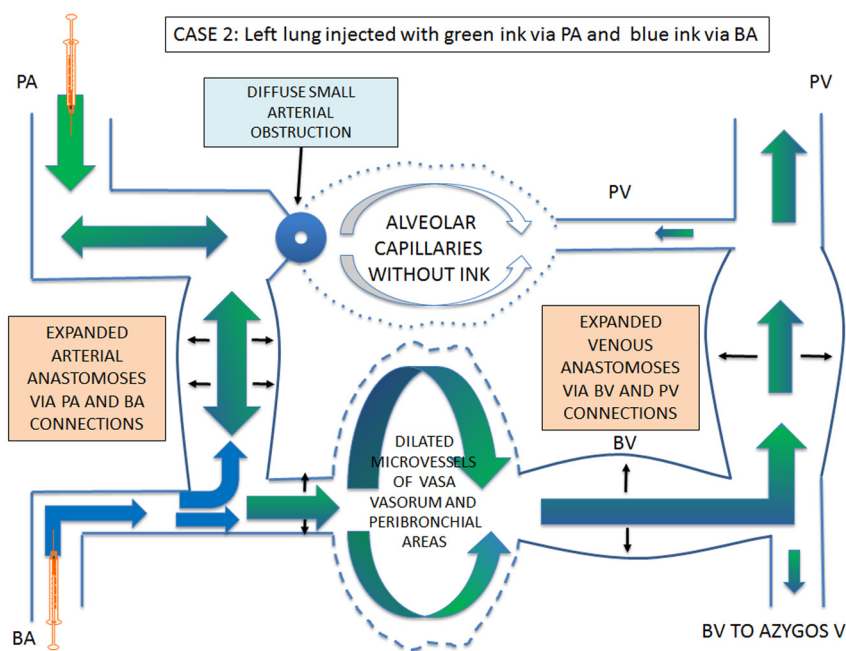 CASE 2: Left lung injected with green ink via PA and blue ink via BA
PA
PV
DIFFUSE SMALL
ARTERIAL
OBSTRUCTION
PV
ALVEOLAR
CAPILLARIES
WITHOUT INK
EXPANDED
ARTERIAL
ANASTOMOSES
VIA PA AND BA
CONNECTIONS
EXPANDED
VENOUS
ANASTOMOSES
VIA BV AND PV
CONNECTIONS
BV
DILATED
MICROVESSELS
OF VASA
VASORUM AND
PERIBRONCHIAL
AREAS
BA
BV TO AZYGOS V